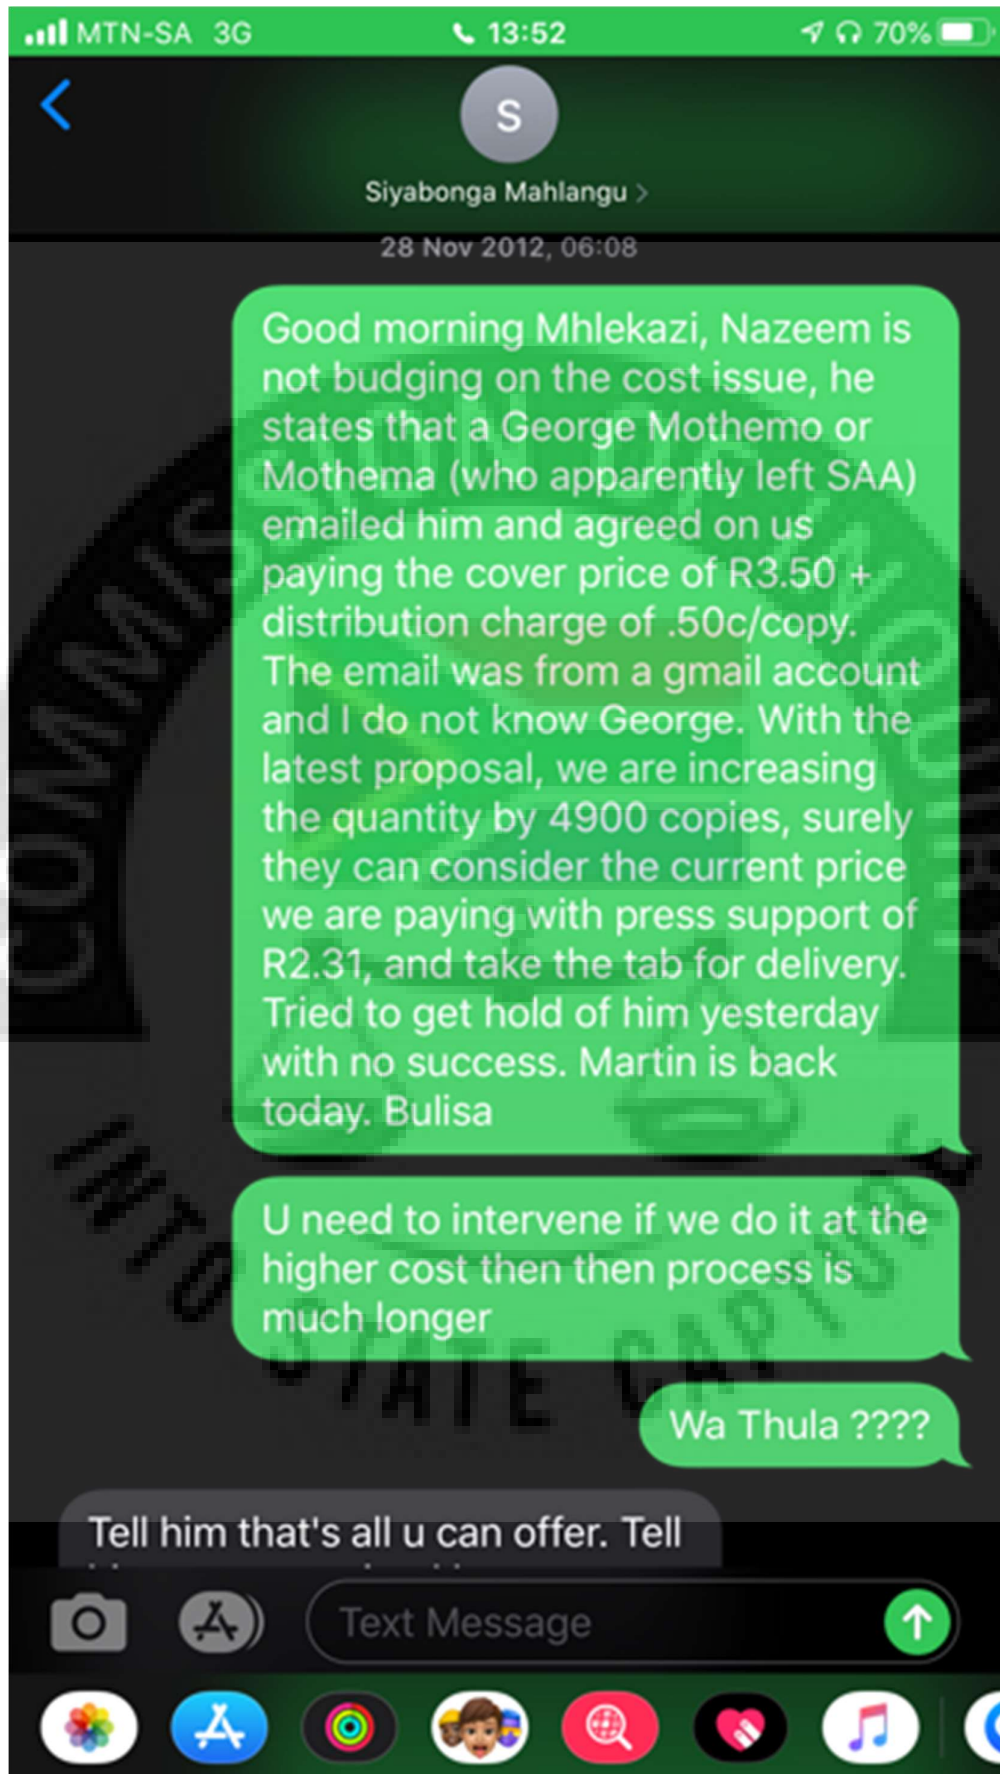 MTN-SA 3G 13:52 70%
S
Siyabonga Mahlangu
28 Nov 2012, 06:08
Good morning Mhlekazi, Nazeem is
not budging on the cost issue, he
states that a George Mothemo or
Mothema (who apparently left SAA)
emailed him and agreed on us
paying the cover price of R3.50 +
distribution charge of .50c/copy.
The email was from a gmail account
and I do not know George. With the
latest proposal, we are increasing
the quantity by 4900 copies, surely
they can consider the current price
we are paying with press support of
R2.31, and take the tab for delivery.
Tried to get hold of him yesterday
with no success. Martin is back
today. Bulisa
U need to intervene if we do it at the
higher cost then then process is
much longer
Wa Thula ????
Tell him that's all u can offer. Tell
Text Message
COMMISSION OF INQUIRY
INTO STATE CAPTURE